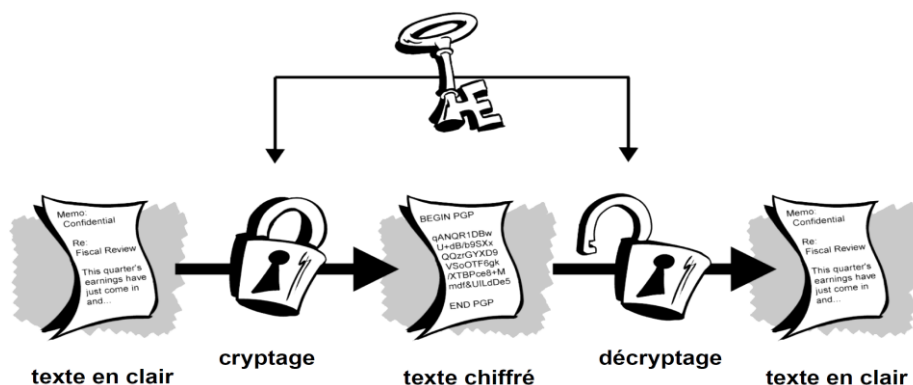 Memo:
Confidential
Re:
Fiscal Review
This quarter's
earnings have
just come in
and...
texte en clair
cryptage
BEGIN PGP
qANQR1DBw
U+dB/b9SXx
QQzrGYXD9
VSoOTF6gk
/XTBPce8+M
mdf&UILdDe5
END PGP
texte chiffré
décryptage
Memo:
Confidential
Re:
Fiscal Review
This quarter's
earnings have
just come in
and...
texte en clair